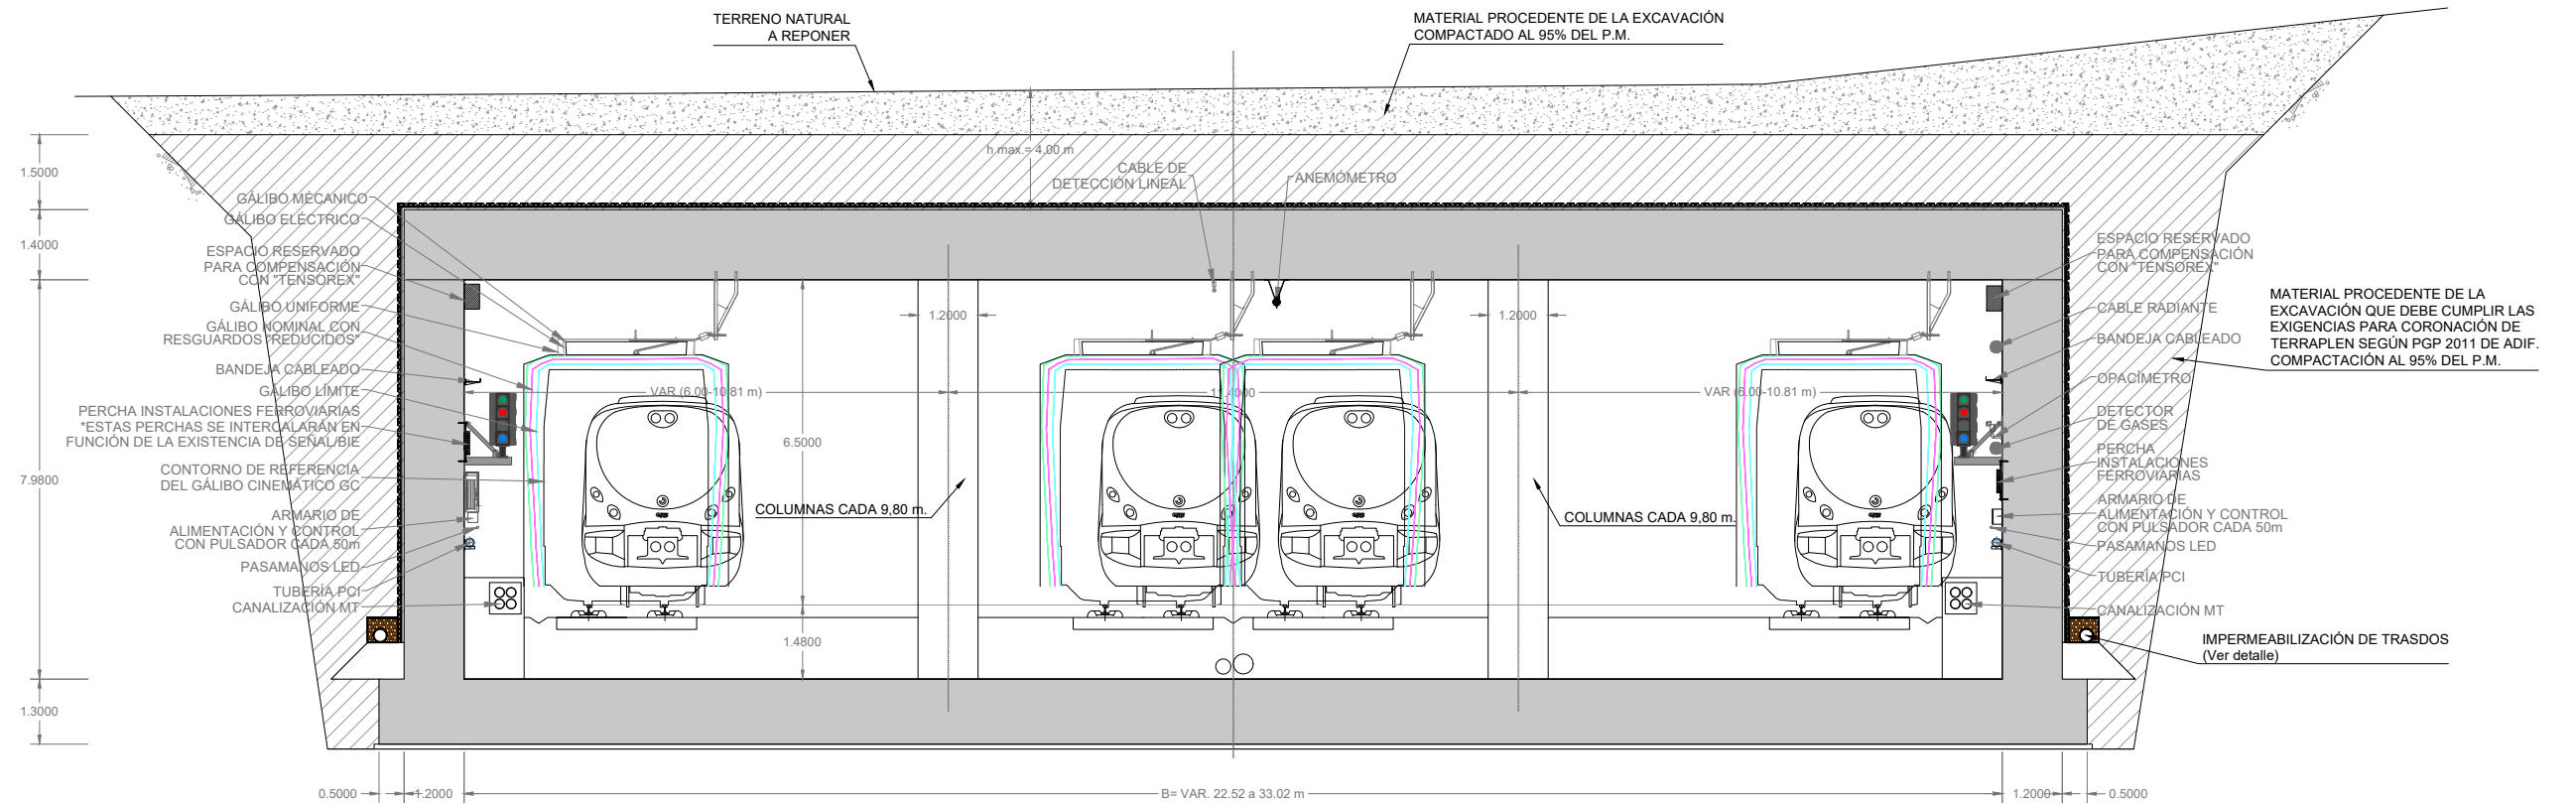 TERRENO NATURAL
A REPONER
MATERIAL PROCEDENTE DE LA EXCAVACIÓN
COMPACTADO AL 95% DEL P.M.
h max.= 4.00 m
CABLE DE
DETECCIÓN LINEAL
ANEMÓMETRO
1.5000
1.4000
7.9800
1.3000
GÁLIBO MÉCANICO
GÁLIBO ELÉCTRICO
ESPACIO RESERVADO
PARA COMPENSACIÓN
CON "TENSOREX"
GÁLIBO UNIFORME
GÁLIBO NOMINAL CON
RESGUARDOS "REDUCIDOS"
BANDEJA CABLEADO
GÁLIBO LÍMITE
PERCHA INSTALACIONES FERROVIARIAS
*ESTAS PERCHAS SE INTERCALARÁN EN
FUNCIÓN DE LA EXISTENCIA DE SEÑAL/BIE
CONTORNO DE REFERENCIA
DEL GÁLIBO CINEMÁTICO GC
ARMARIO DE
ALIMENTACIÓN Y CONTROL
CON PULSADOR CADA 50m
PASAMANOS LED
TUBERÍA PCI
CANALIZACIÓN MT
1.2000
1.2000
VAR (6.00-10.81 m)
11.4000
VAR (6.00-10.81 m)
6.5000
COLUMNAS CADA 9,80 m.
COLUMNAS CADA 9,80 m.
1.4800
ESPACIO RESERVADO
PARA COMPENSACIÓN
CON "TENSOREX"
CABLE RADIANTE
BANDEJA CABLEADO
OPACÍMETRO
DETECTOR
DE GASES
PERCHA
INSTALACIONES
FERROVIARIAS
ARMARIO DE
ALIMENTACIÓN Y CONTROL
CON PULSADOR CADA 50m
PASAMANOS LED
TUBERÍA PCI
CANALIZACIÓN MT
MATERIAL PROCEDENTE DE LA
EXCAVACIÓN QUE DEBE CUMPLIR LAS
EXIGENCIAS PARA CORONACIÓN DE
TERRAPLEN SEGÚN PGP 2011 DE ADIF.
COMPACTACIÓN AL 95% DEL P.M.
IMPERMEABILIZACIÓN DE TRASDOS
(Ver detalle)
0.5000
1.2000
B= VAR. 22.52 a 33.02 m
1.2000
0.5000